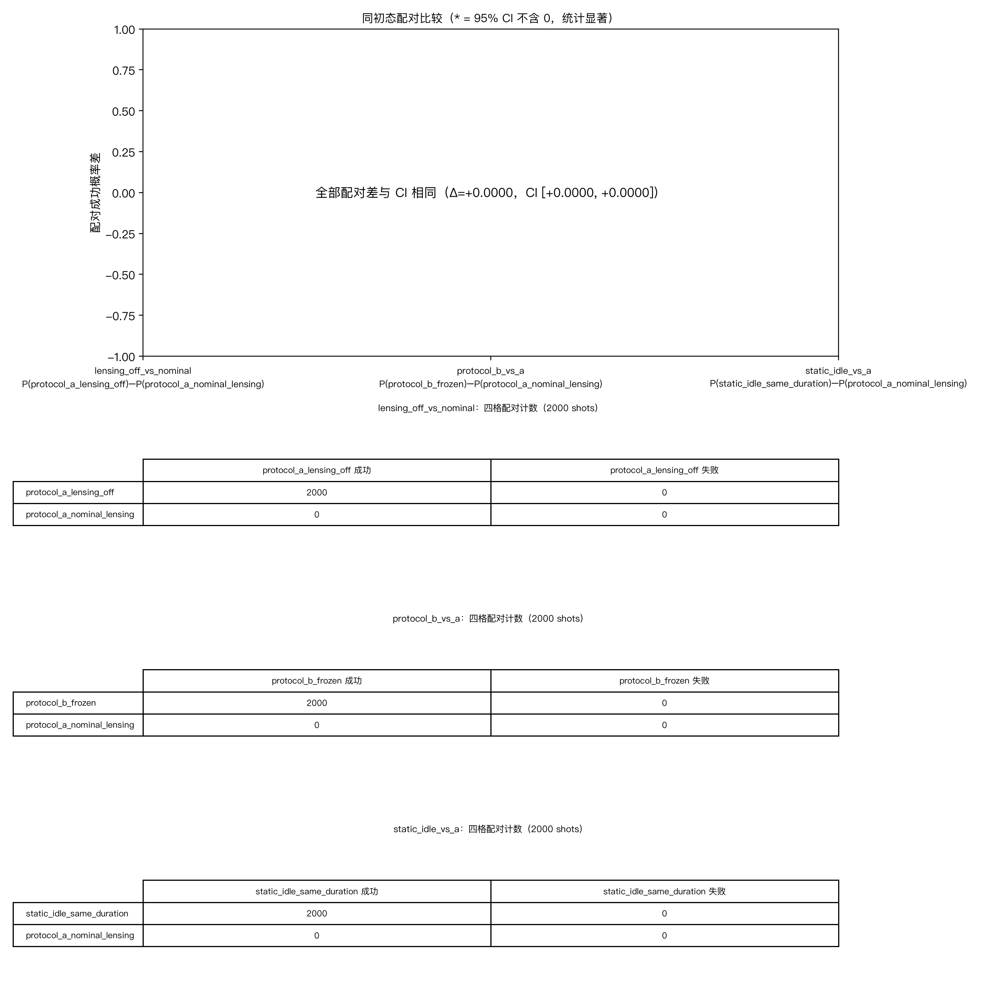 同初态配对比较（* = 95% CI 不含 0，统计显著）
1.00
0.75
0.50
0.25
0.00
−0.25
−0.50
−0.75
−1.00
配对成功概率差
全部配对差与 CI 相同（Δ=+0.0000，CI [+0.0000, +0.0000]）
lensing_off_vs_nominal
P(protocol_a_lensing_off)−P(protocol_a_nominal_lensing)
protocol_b_vs_a
P(protocol_b_frozen)−P(protocol_a_nominal_lensing)
static_idle_vs_a
P(static_idle_same_duration)−P(protocol_a_nominal_lensing)
lensing_off_vs_nominal：四格配对计数（2000 shots）
protocol_a_lensing_off 成功 protocol_a_lensing_off 失败
protocol_a_lensing_off 2000 0
protocol_a_nominal_lensing 0 0
protocol_b_vs_a：四格配对计数（2000 shots）
protocol_b_frozen 成功 protocol_b_frozen 失败
protocol_b_frozen 2000 0
protocol_a_nominal_lensing 0 0
static_idle_vs_a：四格配对计数（2000 shots）
static_idle_same_duration 成功 static_idle_same_duration 失败
static_idle_same_duration 2000 0
protocol_a_nominal_lensing 0 0